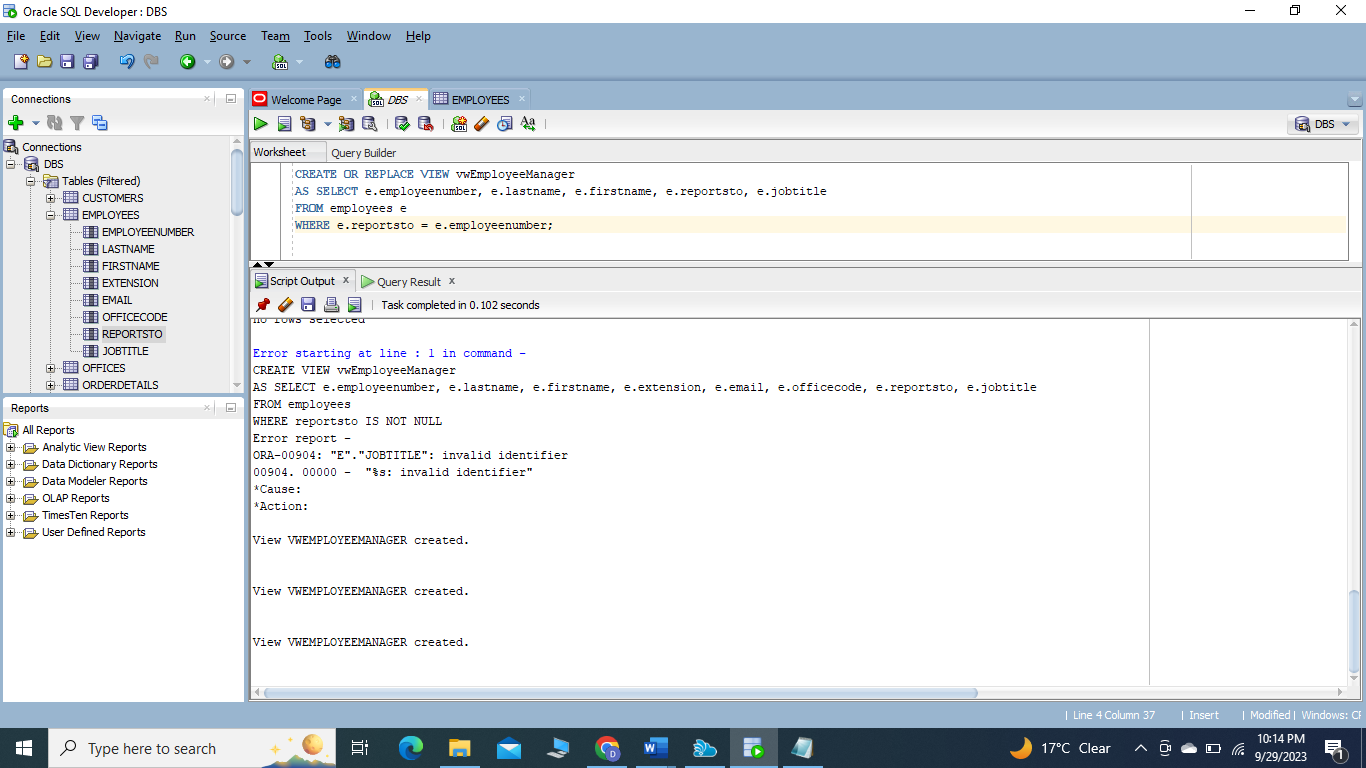 Oracle SQL Developer : DBS
File Edit View Navigate Run Source Team Tools Window Help
Connections
Welcome Page
DBS
EMPLOYEES
DBS
Connections
DBS
Tables (Filtered)
CUSTOMERS
EMPLOYEES
EMPLOYEENUMBER
LASTNAME
FIRSTNAME
EXTENSION
EMAIL
OFFICECODE
REPORTSTO
JOBTITLE
OFFICES
ORDERDETAILS
Worksheet Query Builder
CREATE OR REPLACE VIEW vwEmployeeManager
AS SELECT e.employeenumber, e.lastname, e.firstname, e.reportsto, e.jobtitle
FROM employees e
WHERE e.reportsto = e.employeenumber;
Script Output x Query Result x
Task completed in 0.102 seconds
no rows selected
Error starting at line : 1 in command -
CREATE VIEW vwEmployeeManager
AS SELECT e.employeenumber, e.lastname, e.firstname, e.extension, e.email, e.officecode, e.reportsto, e.jobtitle
FROM employees
WHERE reportsto IS NOT NULL
Error report -
ORA-00904: "E"."JOBTITLE": invalid identifier
00904. 00000 -  "%s: invalid identifier"
*Cause:
*Action:
View VWEMPLOYEEMANAGER created.
View VWEMPLOYEEMANAGER created.
View VWEMPLOYEEMANAGER created.
Reports
All Reports
Analytic View Reports
Data Dictionary Reports
Data Modeler Reports
OLAP Reports
TimesTen Reports
User Defined Reports
Line 4 Column 37 | Insert | Modified | Windows: CF
Type here to search
17°C Clear
10:14 PM
9/29/2023
1